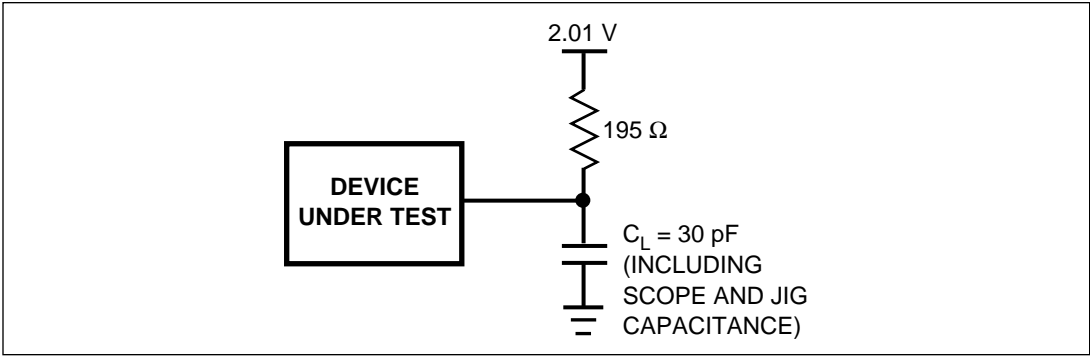 2.01 V
195 Ω
DEVICE
UNDER TEST
C_L = 30 pF
(INCLUDING
SCOPE AND JIG
CAPACITANCE)